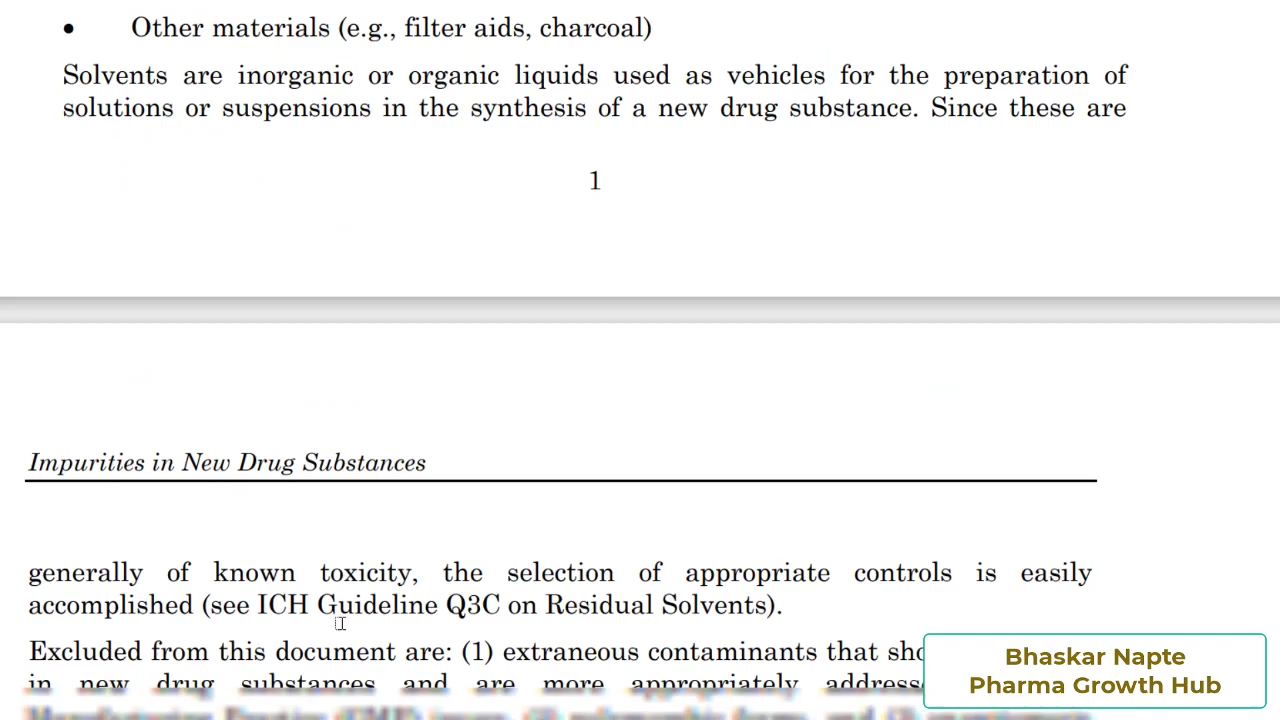 • Other materials (e.g., filter aids, charcoal)
Solvents are inorganic or organic liquids used as vehicles for the preparation of
solutions or suspensions in the synthesis of a new drug substance. Since these are
1
Impurities in New Drug Substances
generally of known toxicity, the selection of appropriate controls is easily
accomplished (see ICH Guideline Q3C on Residual Solvents).
Excluded from this document are: (1) extraneous contaminants that
in new drug substances and are more appropriately
Bhaskar Napte
Pharma Growth Hub